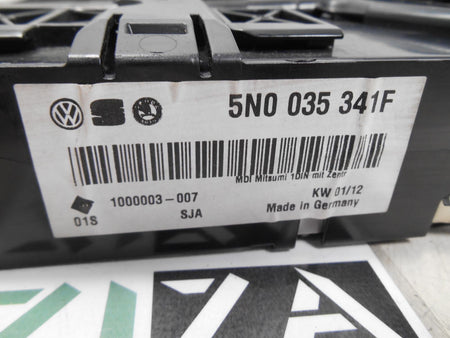 5N0 035 341F
MDI Mitsumi 1DIN mit Zentr
1000003-007
KW 01/12
01S
SJA
Made in Germany